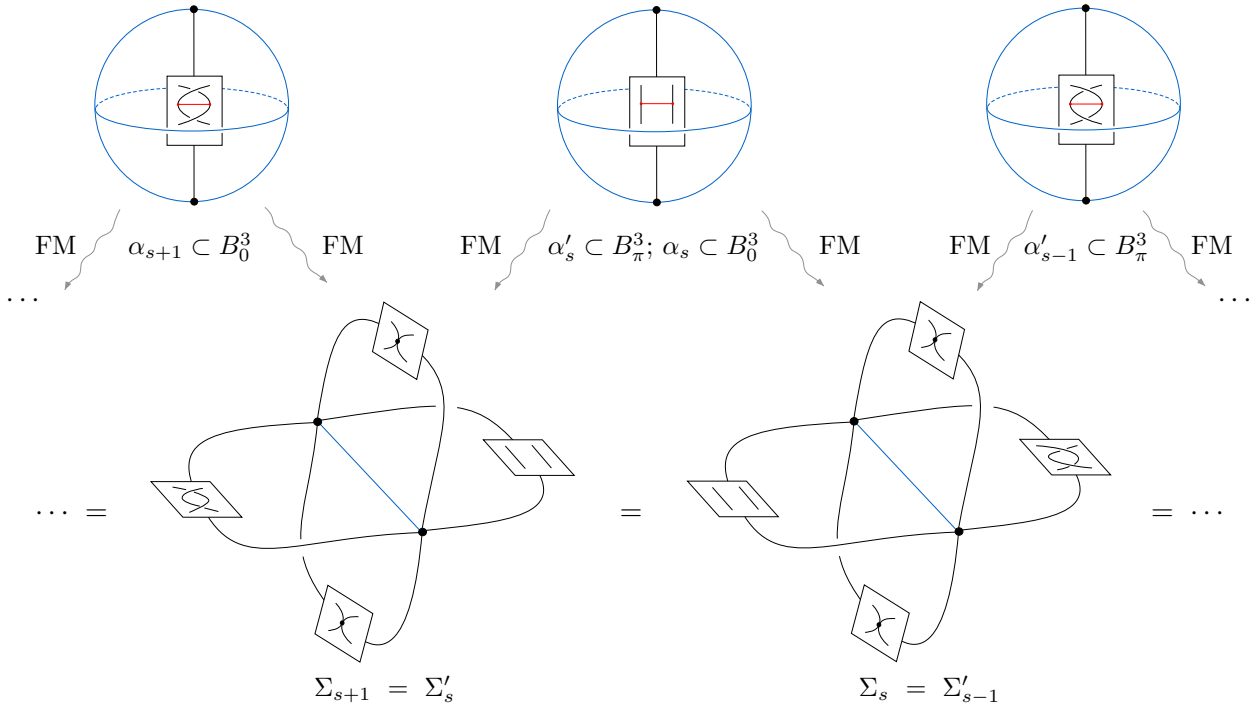 FM α_{s+1} ⊂ B^3_0 FM FM α'_s ⊂ B^3_π; α_s ⊂ B^3_0 FM FM α'_{s−1} ⊂ B^3_π FM
⋯ ⋯
⋯ = = = ⋯
Σ_{s+1} = Σ'_s Σ_s = Σ'_{s−1}